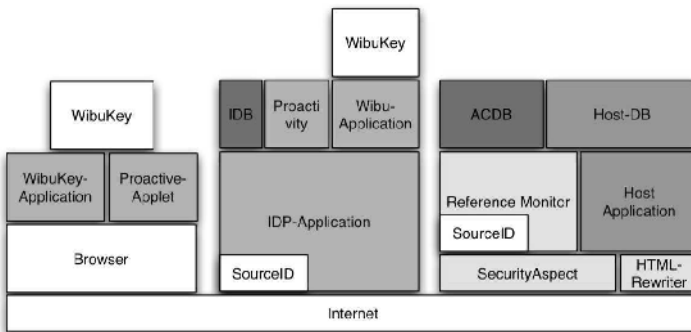 WibuKey
WibuKey
IDB
Proacti
vity
Wibu-
Application
ACDB
Host-DB
WibuKey-
Application
Proactive-
Applet
IDP-Application
Reference Monitor
Host
Application
SourceID
Browser
SourceID
SecurityAspect
HTML-
Rewriter
Internet